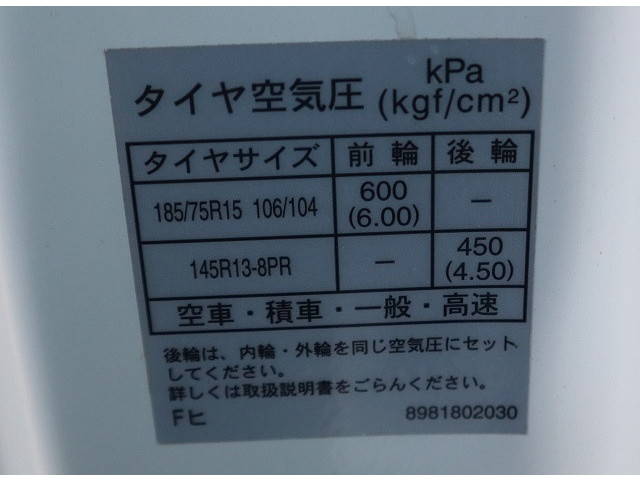 タイヤ空気圧 kPa (kgf/cm²)
タイヤサイズ 前輪 後輪
185/75R15 106/104 600 (6.00) —
145R13-8PR — 450 (4.50)
空車・積車・一般・高速
後輪は、内輪・外輪を同じ空気圧にセット
してください。
詳しくは取扱説明書をごらんください。
Fヒ 8981802030